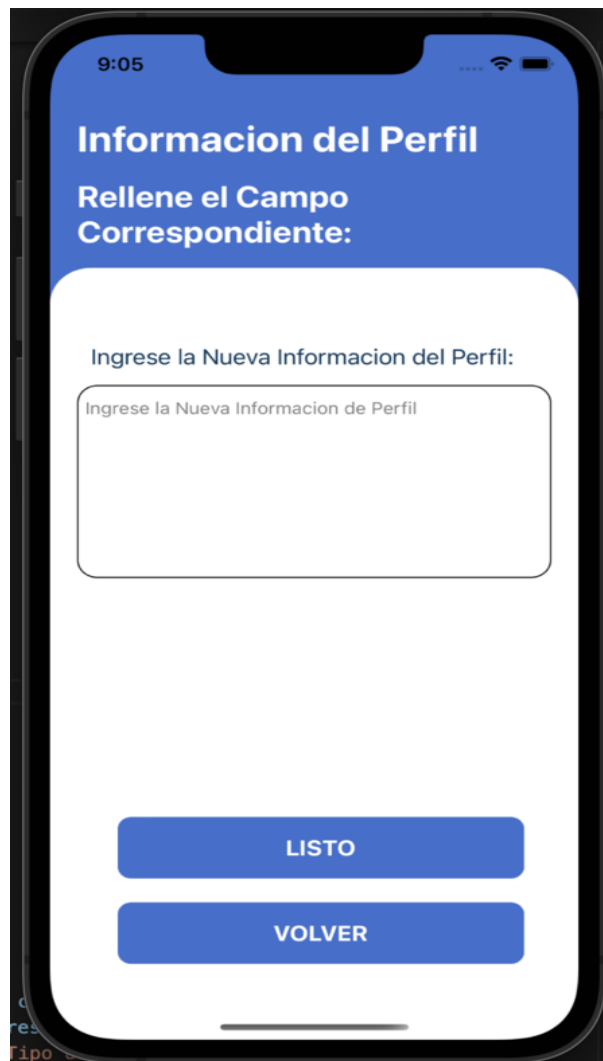 9:05
Informacion del Perfil
Rellene el Campo
Correspondiente:
Ingrese la Nueva Informacion del Perfil:
Ingrese la Nueva Informacion de Perfil
LISTO
VOLVER
Tipo